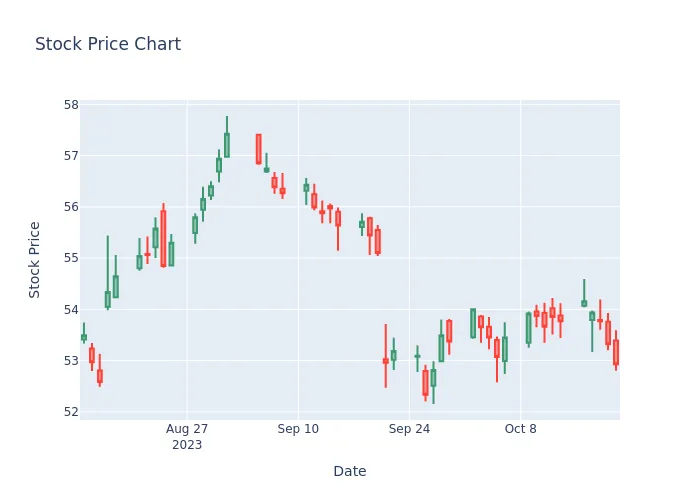 Stock Price Chart
58
57
56
55
54
53
52
Stock Price
Aug 27
2023
Sep 10
Sep 24
Oct 8
Date